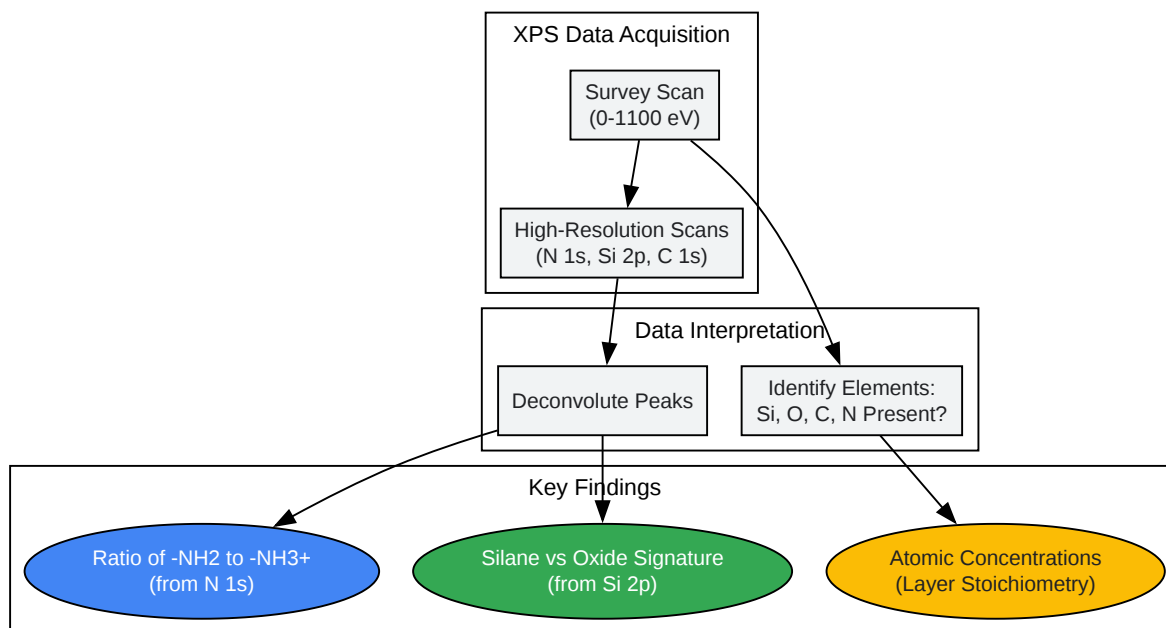 XPS Data Acquisition
Survey Scan
(0-1100 eV)
High-Resolution Scans
(N 1s, Si 2p, C 1s)
Data Interpretation
Deconvolute Peaks
Identify Elements:
Si, O, C, N Present?
Key Findings
Ratio of -NH2 to -NH3+
(from N 1s)
Silane vs Oxide Signature
(from Si 2p)
Atomic Concentrations
(Layer Stoichiometry)